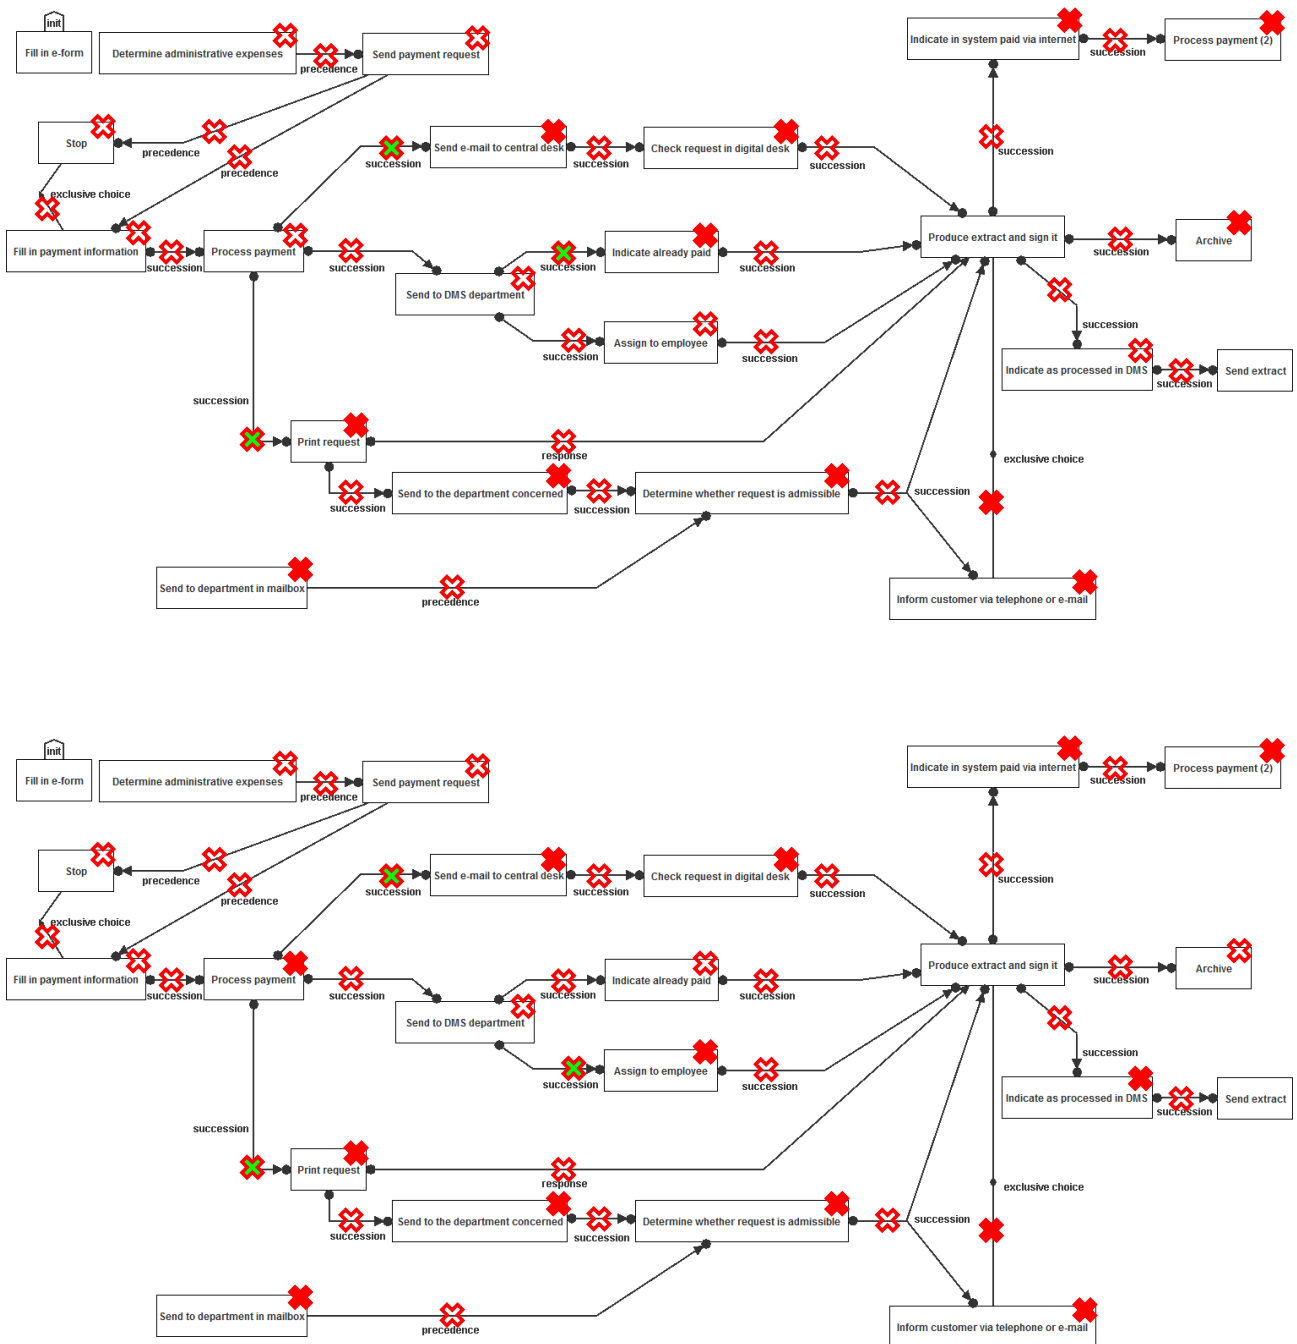 init
Fill in e-form
Determine administrative expenses
precedence
Send payment request
Indicate in system paid via internet
succession
Process payment (2)
Stop
precedence
precedence
exclusive choice
succession
Send e-mail to central desk
succession
Check request in digital desk
succession
succession
Fill in payment information
succession
Process payment
succession
succession
Indicate already paid
succession
Produce extract and sign it
succession
Archive
Send to DMS department
succession
Assign to employee
succession
succession
Indicate as processed in DMS
succession
Send extract
succession
Print request
response
exclusive choice
succession
Send to the department concerned
succession
Determine whether request is admissible
succession
Send to department in mailbox
precedence
Inform customer via telephone or e-mail
init
Fill in e-form
Determine administrative expenses
precedence
Send payment request
Indicate in system paid via internet
succession
Process payment (2)
Stop
precedence
precedence
exclusive choice
succession
Send e-mail to central desk
succession
Check request in digital desk
succession
succession
Fill in payment information
succession
Process payment
succession
succession
Indicate already paid
succession
Produce extract and sign it
succession
Archive
Send to DMS department
succession
Assign to employee
succession
succession
Indicate as processed in DMS
succession
Send extract
succession
Print request
response
exclusive choice
succession
Send to the department concerned
succession
Determine whether request is admissible
succession
Send to department in mailbox
precedence
Inform customer via telephone or e-mail